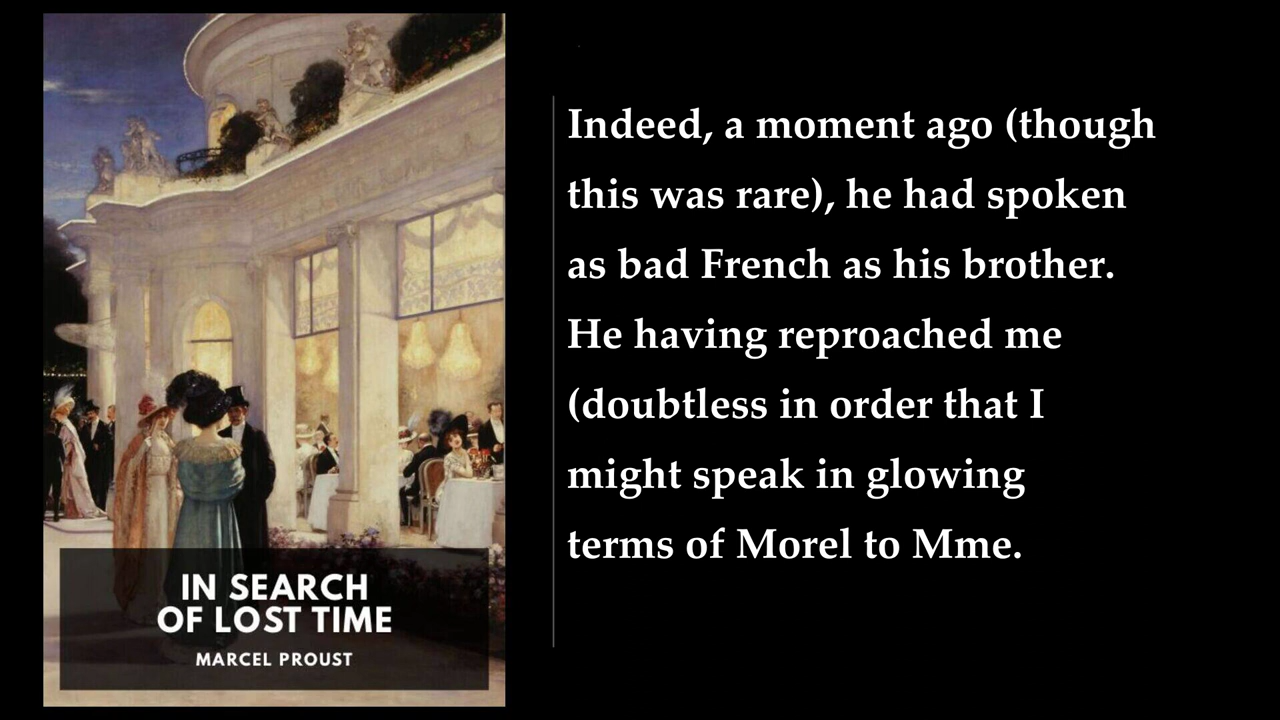 IN SEARCH
OF LOST TIME
MARCEL PROUST
Indeed, a moment ago (though
this was rare), he had spoken
as bad French as his brother.
He having reproached me
(doubtless in order that I
might speak in glowing
terms of Morel to Mme.